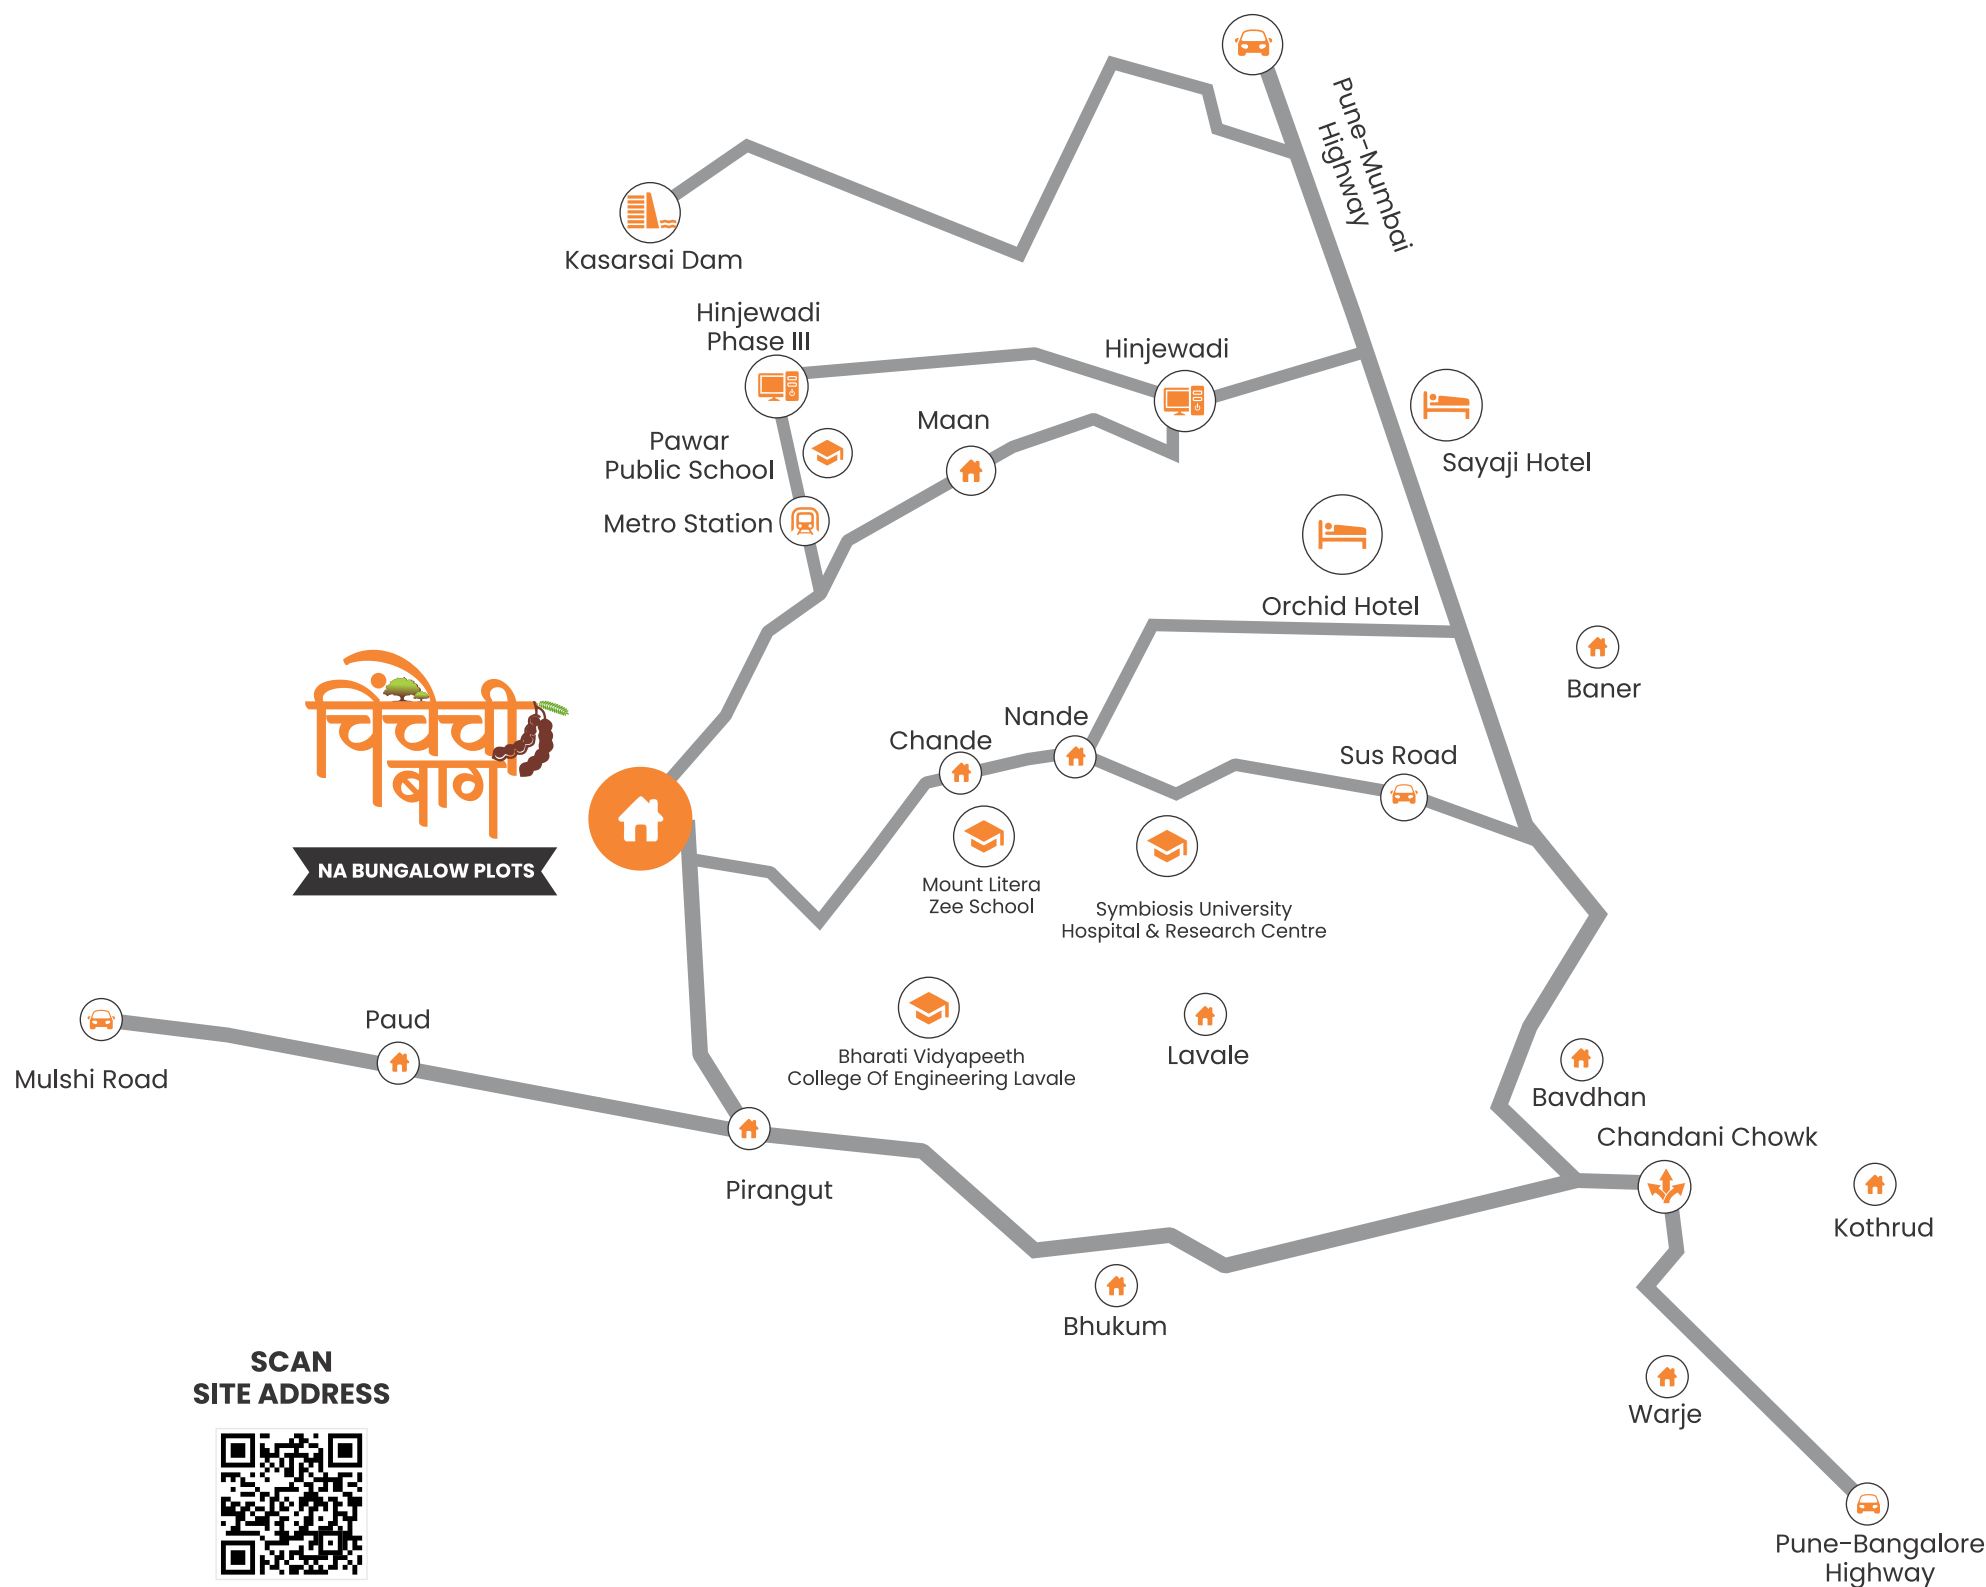 Pune-Mumbai
Highway
Kasarsai Dam
Hinjewadi
Phase III
Hinjewadi
Maan
Pawar
Public School
Sayaji Hotel
Metro Station
Orchid Hotel
Baner
चिंचेची
बाग
NA BUNGALOW PLOTS
Nande
Chande
Sus Road
Mount Litera
Zee School
Symbiosis University
Hospital & Research Centre
Paud
Mulshi Road
Bharati Vidyapeeth
College Of Engineering Lavale
Lavale
Bavdhan
Chandani Chowk
Pirangut
Kothrud
Bhukum
SCAN
SITE ADDRESS
Warje
Pune-Bangalore
Highway